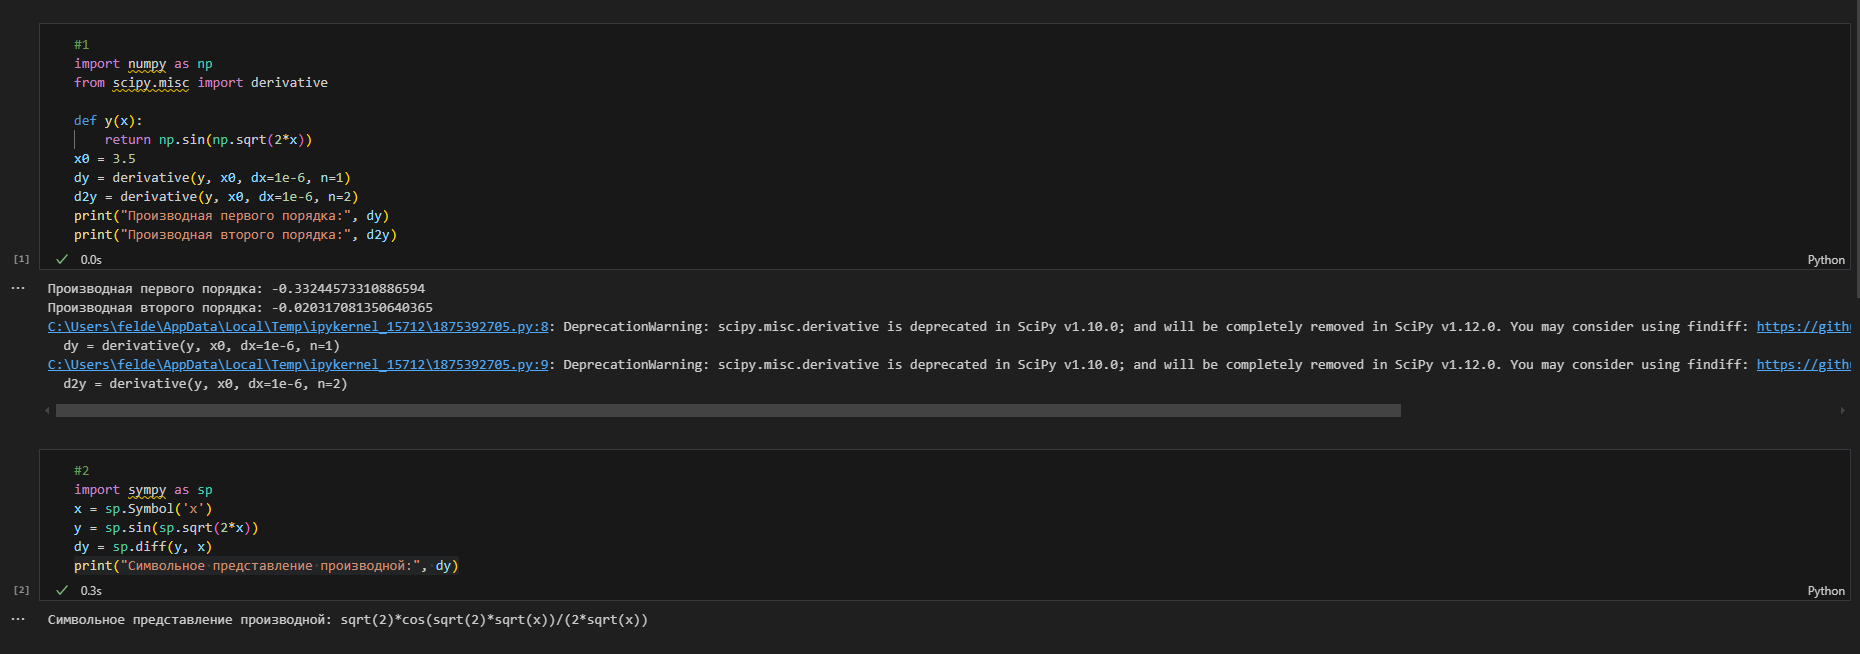 #1
import numpy as np
from scipy.misc import derivative
def y(x):
    return np.sin(np.sqrt(2*x))
x0 = 3.5
dy = derivative(y, x0, dx=1e-6, n=1)
d2y = derivative(y, x0, dx=1e-6, n=2)
print("Производная первого порядка:", dy)
print("Производная второго порядка:", d2y)
[1] 0.0s Python
... Производная первого порядка: -0.33244573310886594
Производная второго порядка: -0.020317081350640365
C:\Users\felde\AppData\Local\Temp\ipykernel_15712\1875392705.py:8: DeprecationWarning: scipy.misc.derivative is deprecated in SciPy v1.10.0; and will be completely removed in SciPy v1.12.0. You may consider using findiff: https://gith
  dy = derivative(y, x0, dx=1e-6, n=1)
C:\Users\felde\AppData\Local\Temp\ipykernel_15712\1875392705.py:9: DeprecationWarning: scipy.misc.derivative is deprecated in SciPy v1.10.0; and will be completely removed in SciPy v1.12.0. You may consider using findiff: https://gith
  d2y = derivative(y, x0, dx=1e-6, n=2)
#2
import sympy as sp
x = sp.Symbol('x')
y = sp.sin(sp.sqrt(2*x))
dy = sp.diff(y, x)
print("Символьное представление производной:", dy)
[2] 0.3s Python
... Символьное представление производной: sqrt(2)*cos(sqrt(2)*sqrt(x))/(2*sqrt(x))